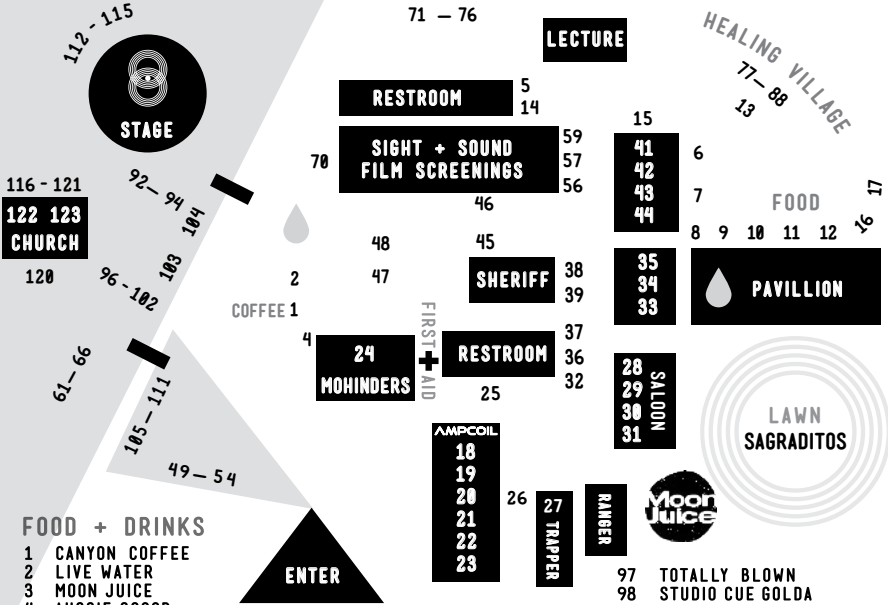 71 – 76
112 - 115
LECTURE
HEALING VILLAGE
77 – 88
13
STAGE
RESTROOM
5
14
15
SIGHT + SOUND
FILM SCREENINGS
70
59
57
56
46
41
42
43
44
6
7
FOOD
17
16
8 9 10 11 12
116 - 121
122 123
CHURCH
120
92 – 94
104
103
96 - 102
48
47
45
SHERIFF
38
39
35
34
33
PAVILLION
2
COFFEE 1
4
24
MOHINDERS
FIRST + AID
RESTROOM
37
36
32
25
61 – 66
105 – 111
49 – 54
28
29
30
31
SALOON
LAWN
SAGRADITOS
AMPCOIL
18
19
20
21
22
23
26
27
TRAPPER
RANGER
Moon
Juice
ENTER
FOOD + DRINKS
1 CANYON COFFEE
2 LIVE WATER
3 MOON JUICE
97 TOTALLY BLOWN
98 STUDIO CUE GOLDA